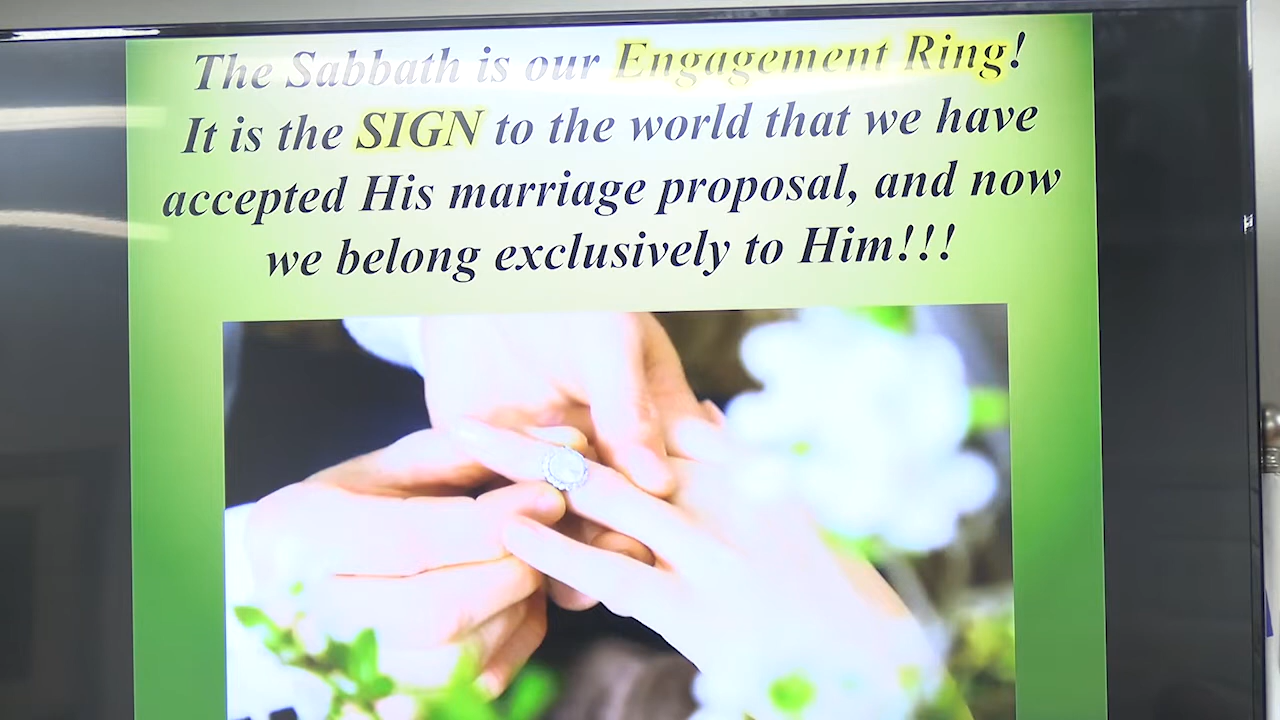 The Sabbath is our Engagement Ring!
It is the SIGN to the world that we have
accepted His marriage proposal, and now
we belong exclusively to Him!!!